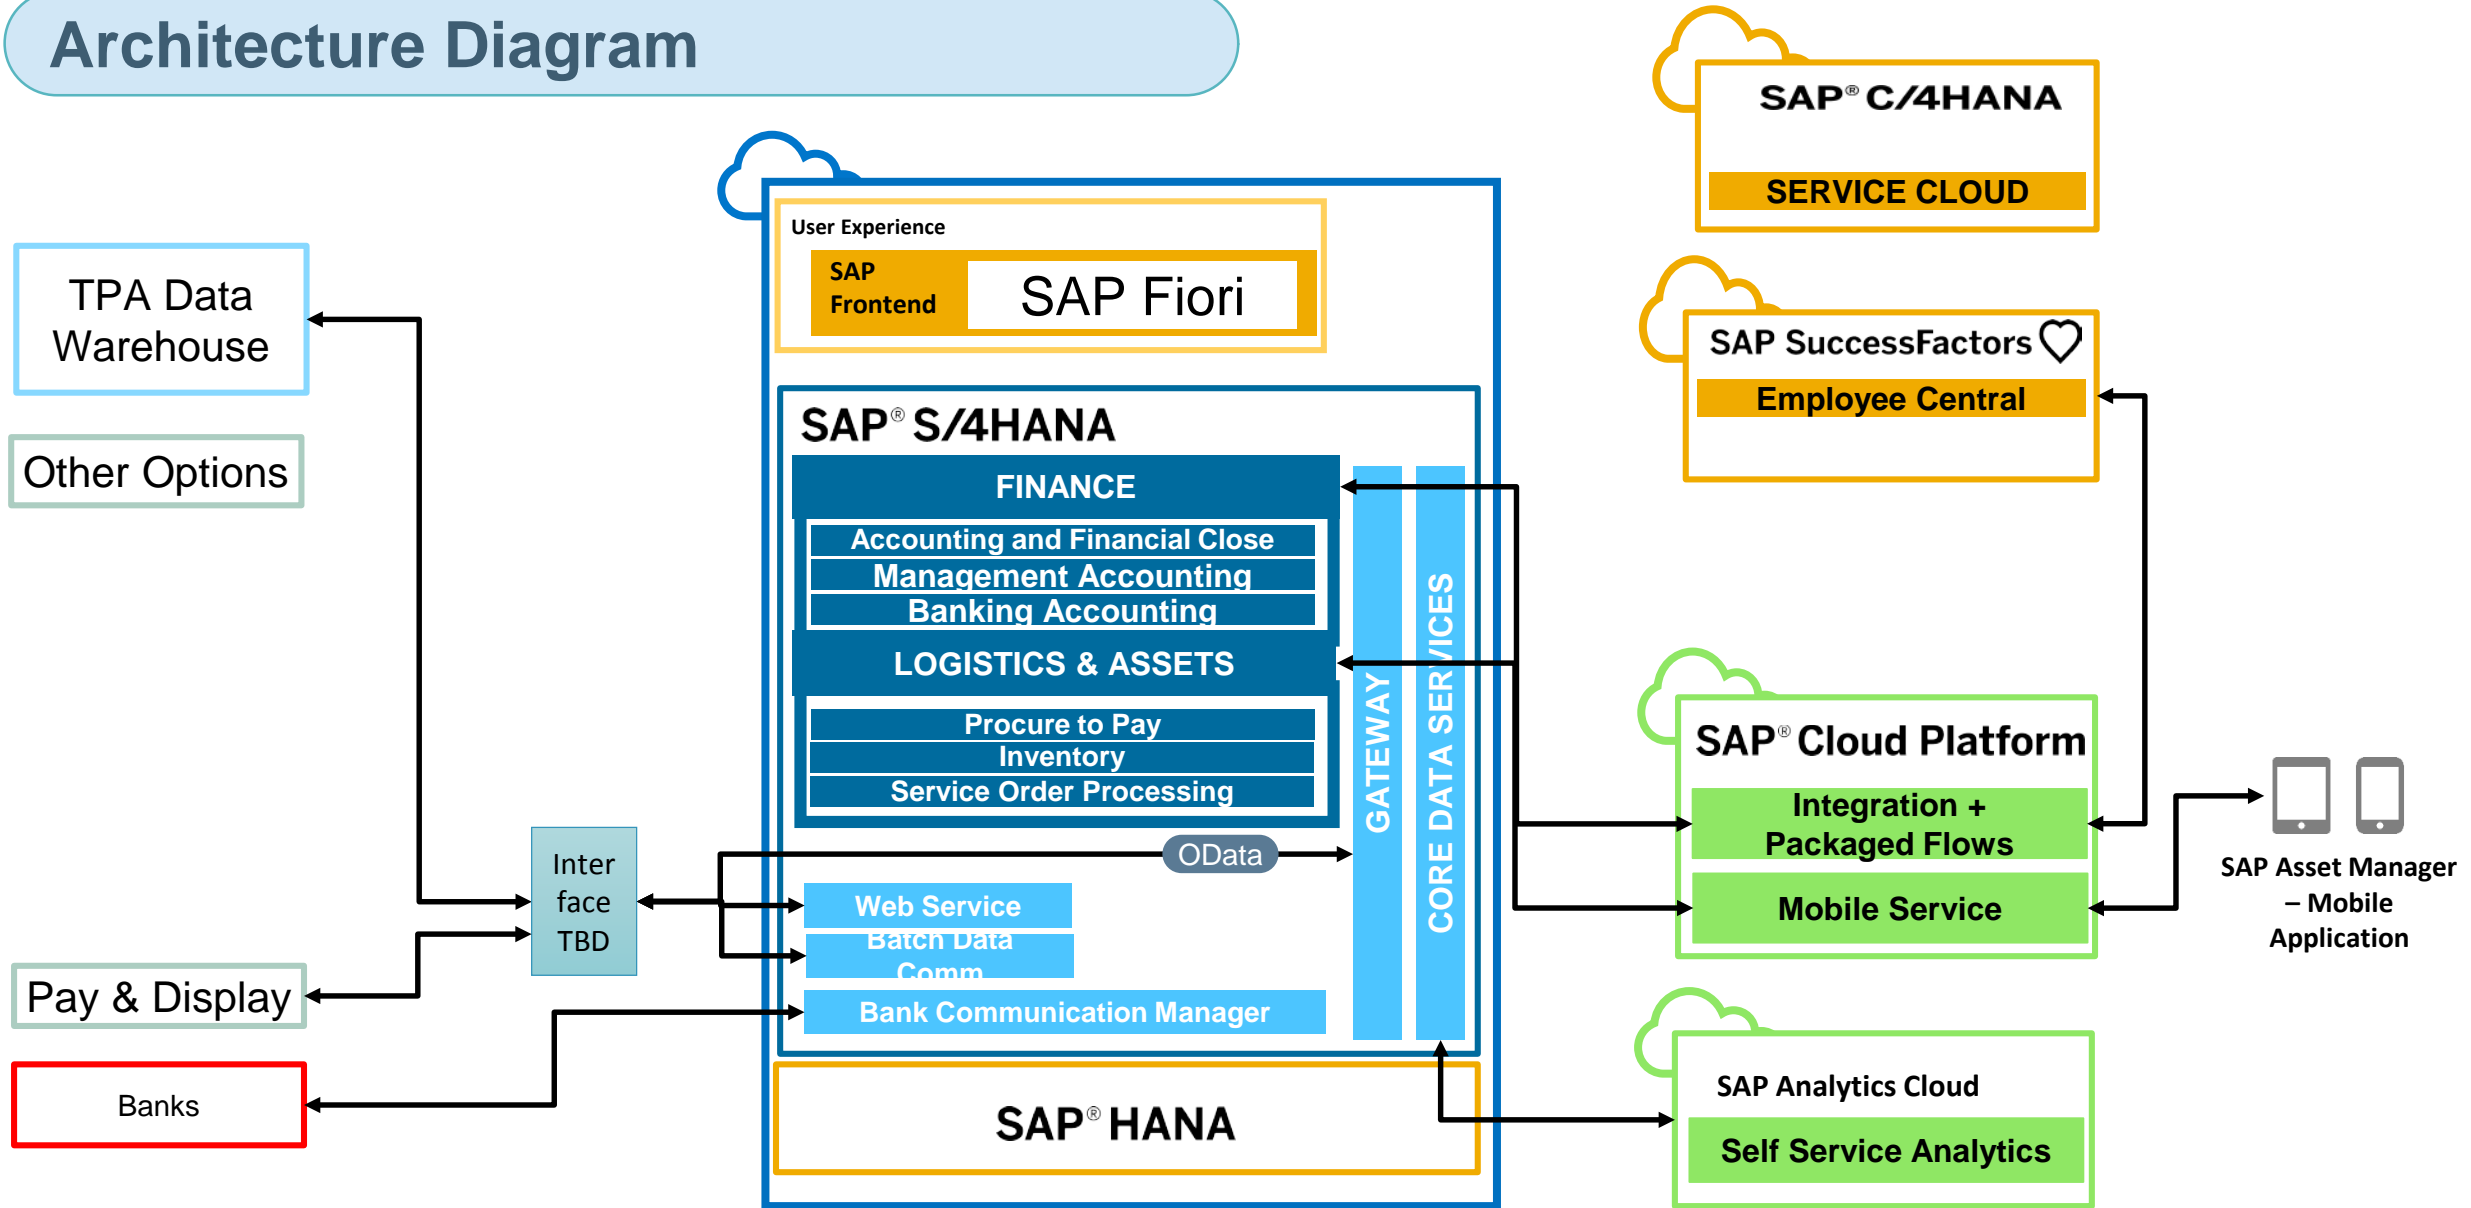 Architecture Diagram
SAP® C/4HANA
SERVICE CLOUD
User Experience
SAP
Frontend
SAP Fiori
TPA Data
Warehouse
SAP SuccessFactors
Employee Central
Other Options
SAP® S/4HANA
FINANCE
Accounting and Financial Close
Management Accounting
Banking Accounting
LOGISTICS & ASSETS
Procure to Pay
Inventory
Service Order Processing
GATEWAY
CORE DATA SERVICES
SAP® Cloud Platform
Integration +
Packaged Flows
Mobile Service
SAP Asset Manager
– Mobile
Application
Inter
face
TBD
OData
Web Service
Batch Data
Comm
Bank Communication Manager
Pay & Display
Banks
SAP® HANA
SAP Analytics Cloud
Self Service Analytics